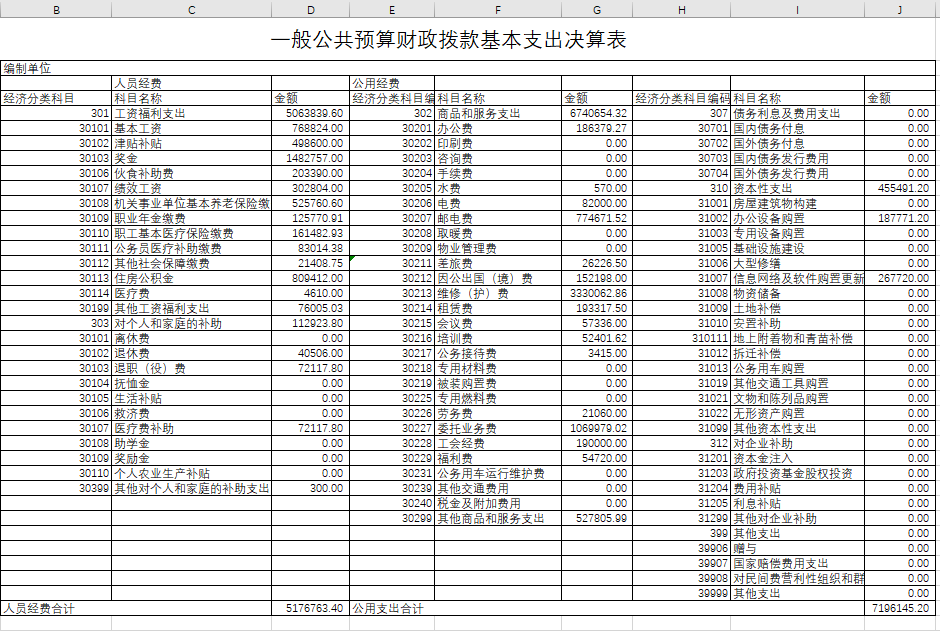 B C D E F G H I J
一般公共预算财政拨款基本支出决算表
编制单位
人员经费 公用经费
经济分类科目 科目名称 金额 经济分类科目编 科目名称 金额 经济分类科目编码 科目名称 金额
301 工资福利支出 5063839.60 302 商品和服务支出 6740654.32 307 债务利息及费用支出 0.00
30101 基本工资 768824.00 30201 办公费 186379.27 30701 国内债务付息 0.00
30102 津贴补贴 498600.00 30202 印刷费 0.00 30702 国外债务付息 0.00
30103 奖金 1482757.00 30203 咨询费 0.00 30703 国内债务发行费用 0.00
30106 伙食补助费 203390.00 30204 手续费 0.00 30704 国外债务发行费用 0.00
30107 绩效工资 302804.00 30205 水费 570.00 310 资本性支出 455491.20
30108 机关事业单位基本养老保险缴 525760.60 30206 电费 82000.00 31001 房屋建筑物构建 0.00
30109 职业年金缴费 125770.91 30207 邮电费 774671.52 31002 办公设备购置 187771.20
30110 职工基本医疗保险缴费 161482.93 30208 取暖费 0.00 31003 专用设备购置 0.00
30111 公务员医疗补助缴费 83014.38 30209 物业管理费 0.00 31005 基础设施建设 0.00
30112 其他社会保障缴费 21408.75 30211 差旅费 26226.50 31006 大型修缮 0.00
30113 住房公积金 809412.00 30212 因公出国（境）费 152198.00 31007 信息网络及软件购置更新 267720.00
30114 医疗费 4610.00 30213 维修（护）费 3330062.86 31008 物资储备 0.00
30199 其他工资福利支出 76005.03 30214 租赁费 193317.50 31009 土地补偿 0.00
303 对个人和家庭的补助 112923.80 30215 会议费 57336.00 31010 安置补助 0.00
30101 离休费 0.00 30216 培训费 52401.62 310111 地上附着物和青苗补偿 0.00
30102 退休费 40506.00 30217 公务接待费 3415.00 31012 拆迁补偿 0.00
30103 退职（役）费 72117.80 30218 专用材料费 0.00 31013 公务用车购置 0.00
30104 抚恤金 0.00 30219 被装购置费 0.00 31019 其他交通工具购置 0.00
30105 生活补贴 0.00 30225 专用燃料费 0.00 31021 文物和陈列品购置 0.00
30106 救济费 0.00 30226 劳务费 21060.00 31022 无形资产购置 0.00
30107 医疗费补助 72117.80 30227 委托业务费 1069979.02 31099 其他资本性支出 0.00
30108 助学金 0.00 30228 工会经费 190000.00 312 对企业补助 0.00
30109 奖励金 0.00 30229 福利费 54720.00 31201 资本金注入 0.00
30110 个人农业生产补贴 0.00 30231 公务用车运行维护费 0.00 31203 政府投资基金股权投资 0.00
30399 其他对个人和家庭的补助支出 300.00 30239 其他交通费用 0.00 31204 费用补贴 0.00
30240 税金及附加费用 0.00 31205 利息补贴 0.00
30299 其他商品和服务支出 527805.99 31299 其他对企业补助 0.00
399 其他支出 0.00
39906 赠与 0.00
39907 国家赔偿费用支出 0.00
39908 对民间费营利性组织和群 0.00
39999 其他支出 0.00
人员经费合计 5176763.40 公用支出合计 7196145.20